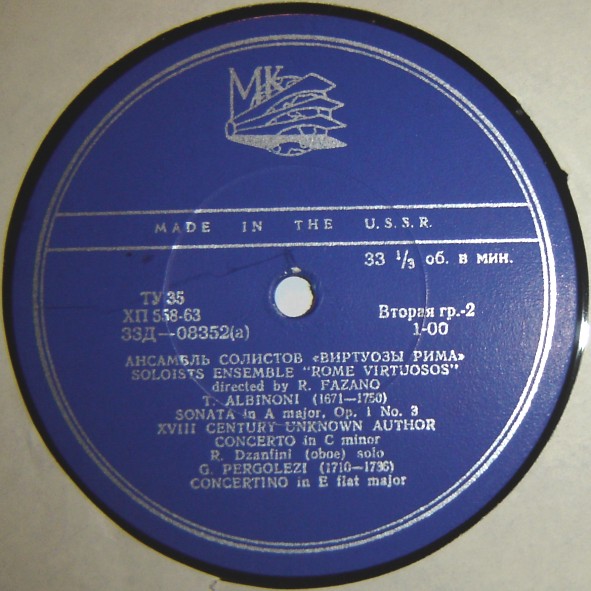 МК
MADE IN THE U.S.S.R.
33 1/3 об. в мин.
ТУ 35
ХП 558-63
33Д—08352(а)
Вторая гр.-2
1-00
АНСАМБЛЬ СОЛИСТОВ «ВИРТУОЗЫ РИМА»
SOLOISTS ENSEMBLE "ROME VIRTUOSOS"
directed by R. FAZANO
T. ALBINONI (1671—1750)
SONATA in A major, Op. 1 No. 3
XVIII CENTURY UNKNOWN AUTHOR
CONCERTO in C minor
R. Dzanfini (oboe) solo
G. PERGOLEZI (1710—1736)
CONCERTINO in E flat major